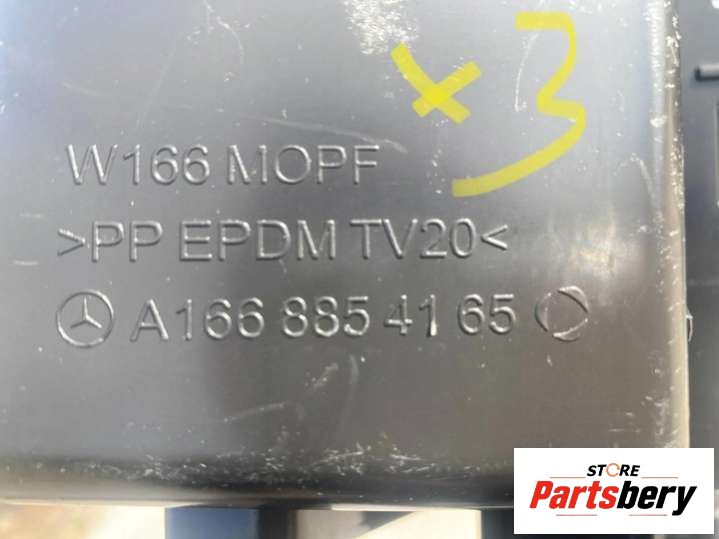 x3
W166 MOPF
>PP EPDM TV20<
A166 885 41 65
STORE
Partsbery